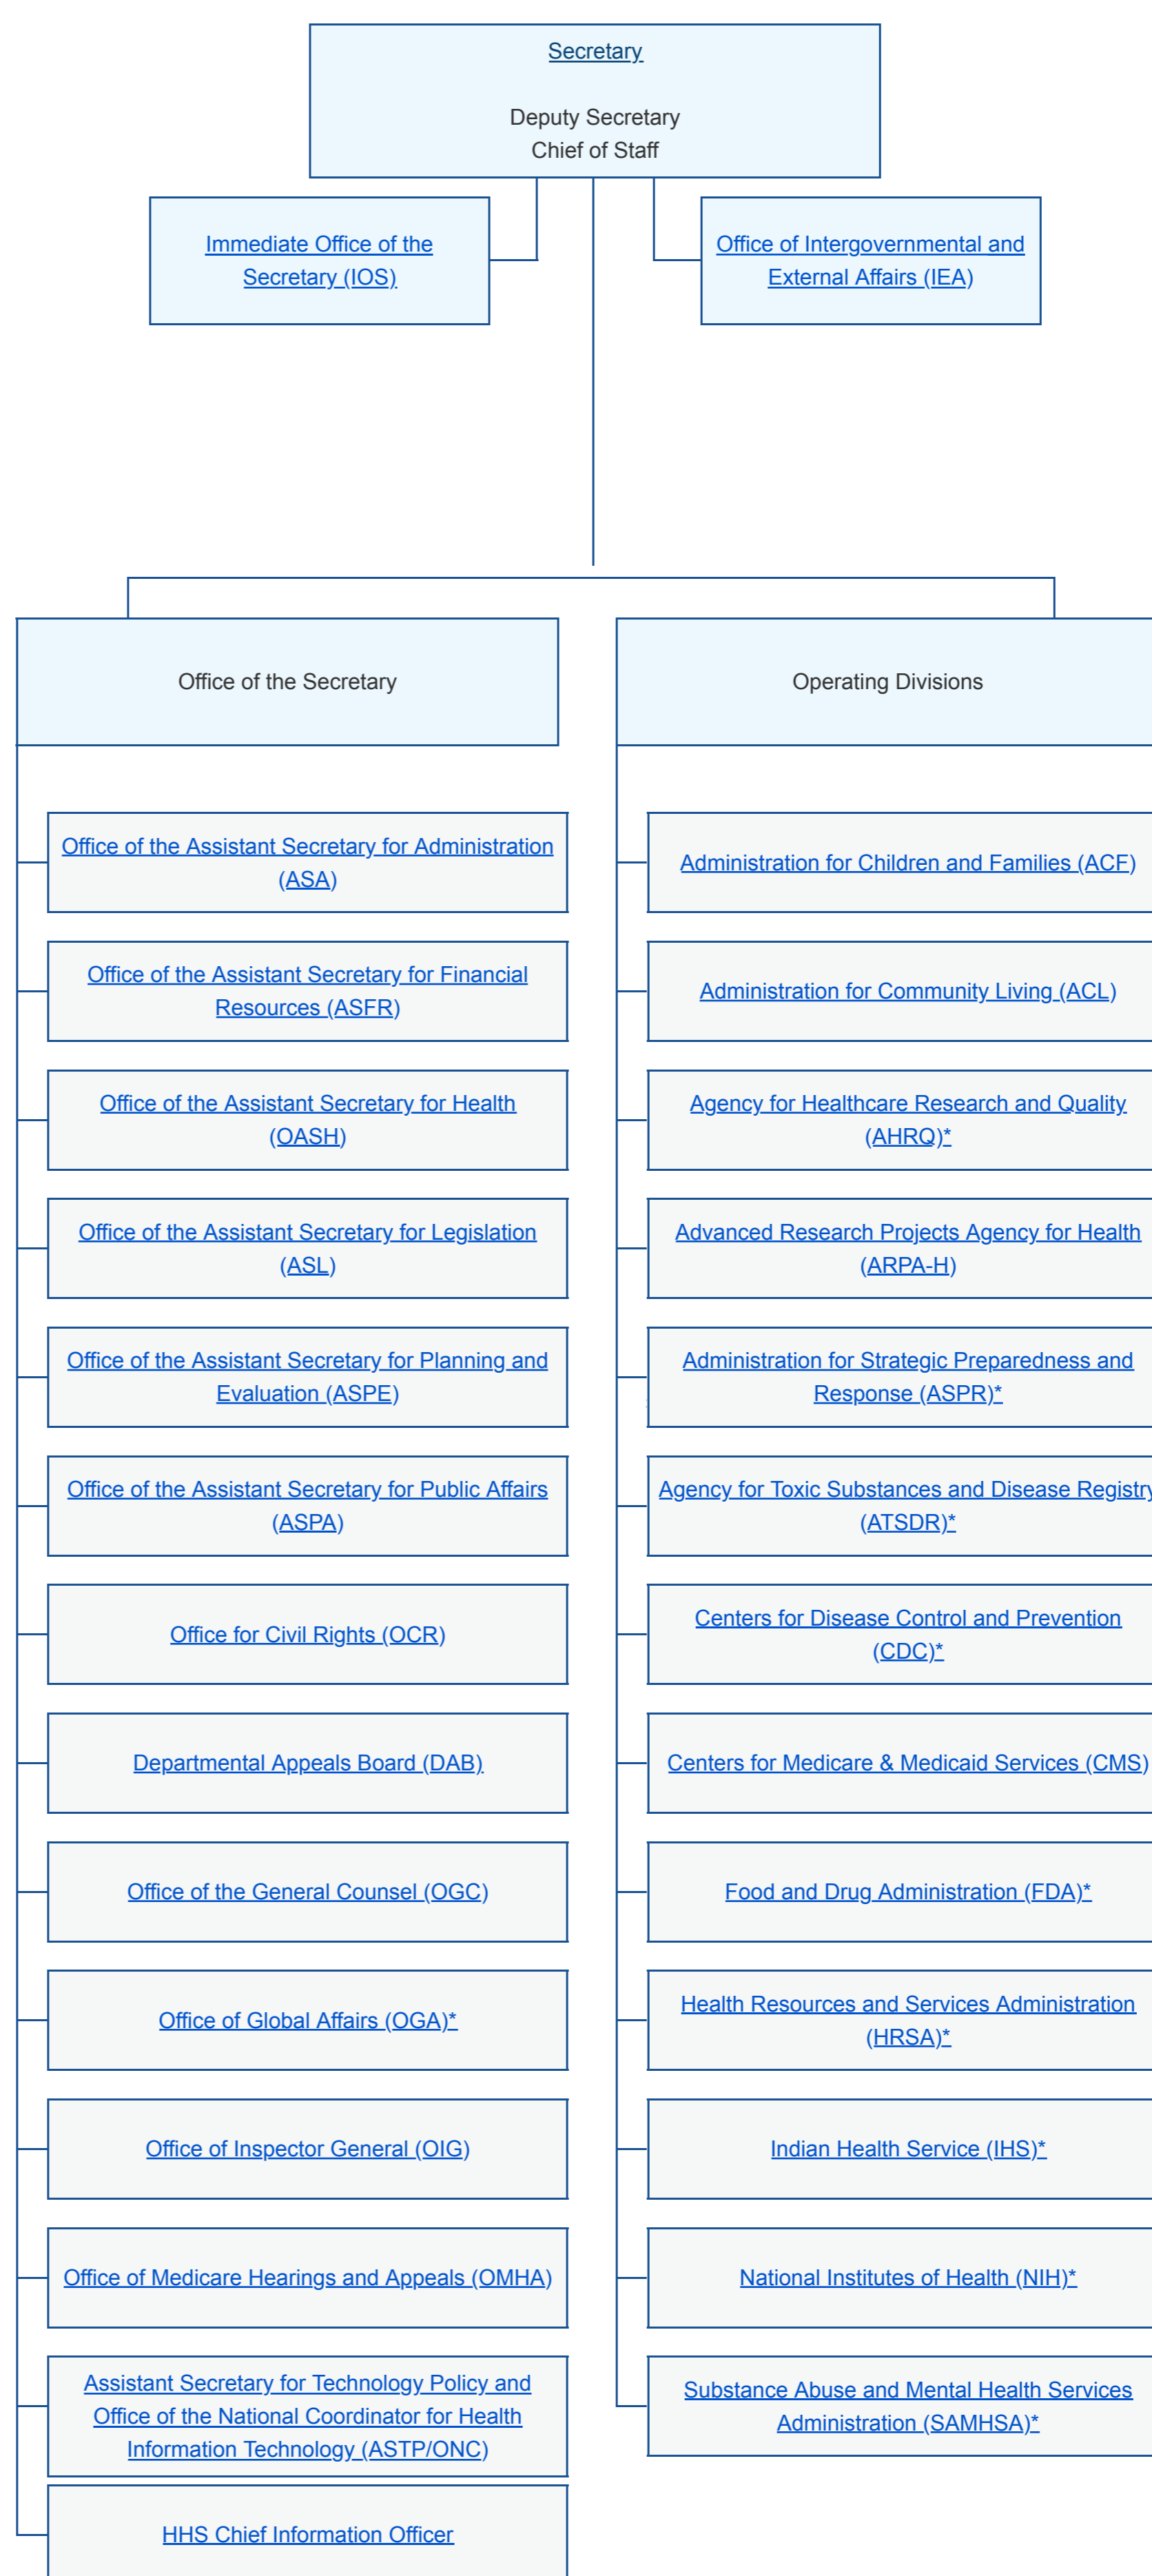 Secretary
Deputy Secretary
Chief of Staff
Immediate Office of the
Secretary (IOS)
Office of Intergovernmental and
External Affairs (IEA)
Office of the Secretary
Office of the Assistant Secretary for Administration
(ASA)
Office of the Assistant Secretary for Financial
Resources (ASFR)
Office of the Assistant Secretary for Health
(OASH)
Office of the Assistant Secretary for Legislation
(ASL)
Office of the Assistant Secretary for Planning and
Evaluation (ASPE)
Office of the Assistant Secretary for Public Affairs
(ASPA)
Office for Civil Rights (OCR)
Departmental Appeals Board (DAB)
Office of the General Counsel (OGC)
Office of Global Affairs (OGA)*
Office of Inspector General (OIG)
Office of Medicare Hearings and Appeals (OMHA)
Assistant Secretary for Technology Policy and
Office of the National Coordinator for Health
Information Technology (ASTP/ONC)
HHS Chief Information Officer
Operating Divisions
Administration for Children and Families (ACF)
Administration for Community Living (ACL)
Agency for Healthcare Research and Quality
(AHRQ)*
Advanced Research Projects Agency for Health
(ARPA-H)
Administration for Strategic Preparedness and
Response (ASPR)*
Agency for Toxic Substances and Disease Registry
(ATSDR)*
Centers for Disease Control and Prevention
(CDC)*
Centers for Medicare & Medicaid Services (CMS)
Food and Drug Administration (FDA)*
Health Resources and Services Administration
(HRSA)*
Indian Health Service (IHS)*
National Institutes of Health (NIH)*
Substance Abuse and Mental Health Services
Administration (SAMHSA)*